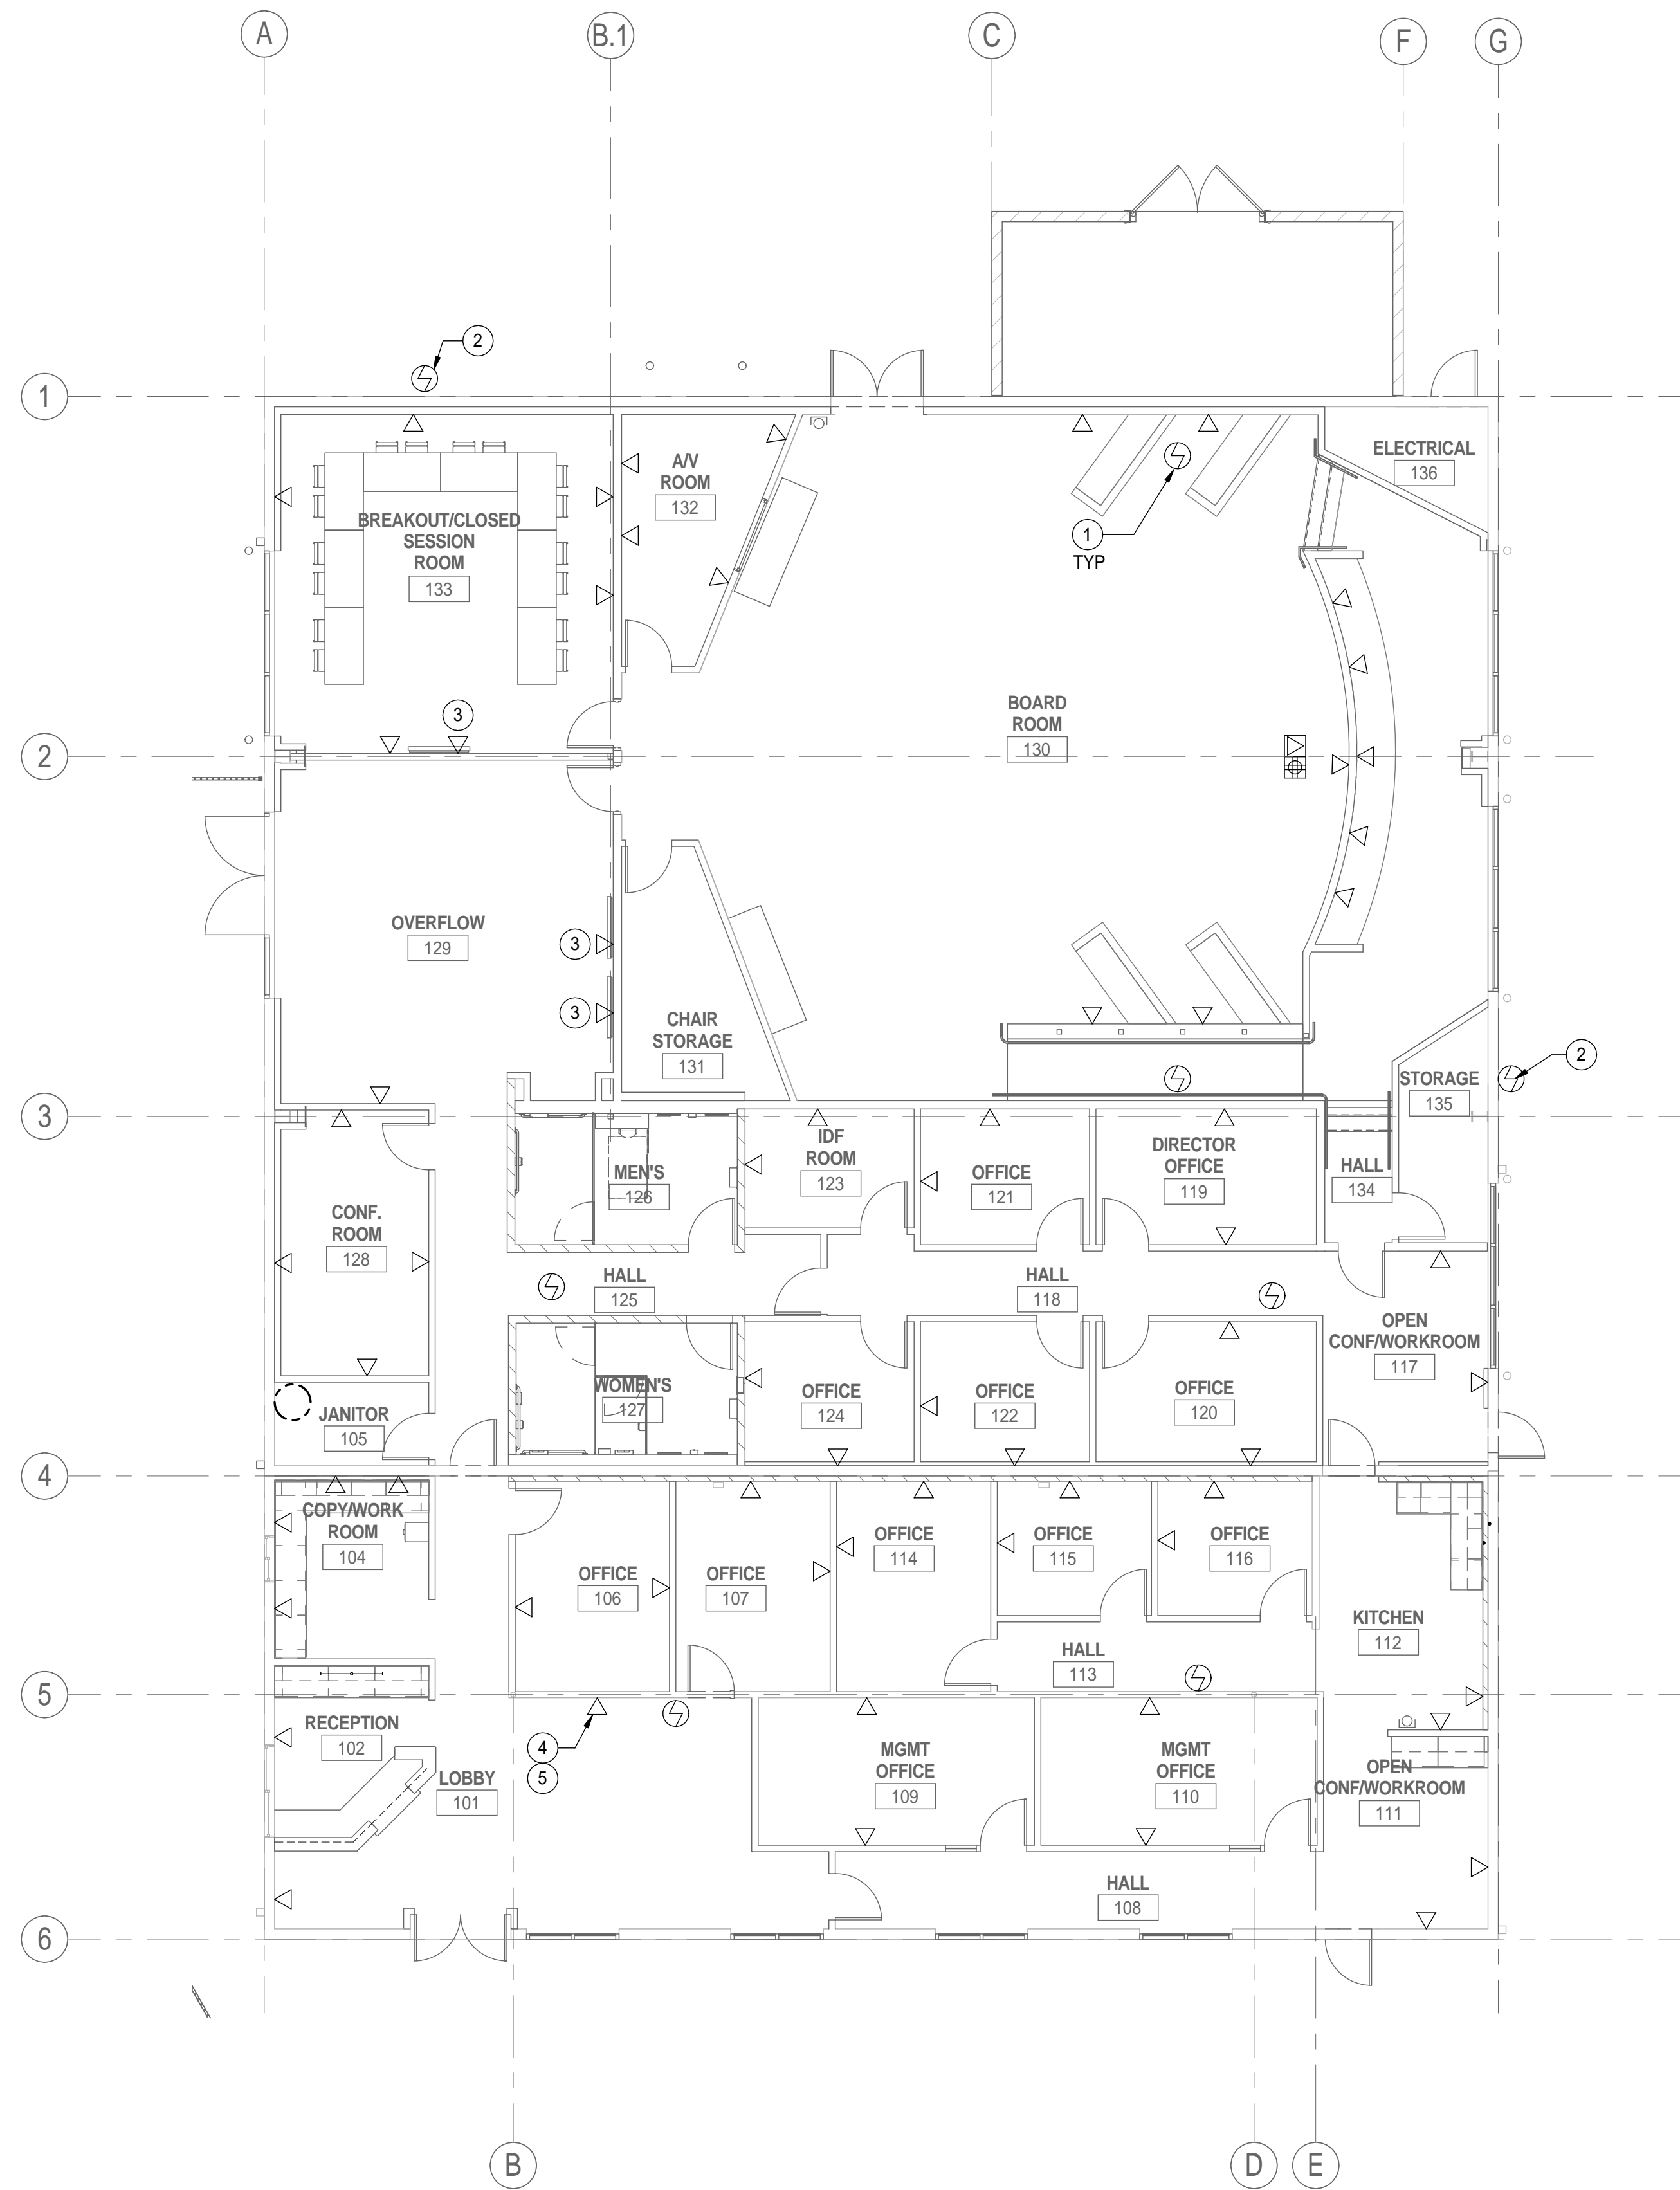 A
B.1
C
F
G
2
1
ELECTRICAL
136
A/V
ROOM
132
BREAKOUT/CLOSED
SESSION
ROOM
133
1
TYP
3
BOARD
ROOM
130
2
OVERFLOW
129
3
3
CHAIR
STORAGE
131
2
STORAGE
135
3
IDF
ROOM
123
DIRECTOR
OFFICE
119
MEN'S
126
OFFICE
121
HALL
134
CONF.
ROOM
128
HALL
125
HALL
118
OPEN
CONF/WORKROOM
117
JANITOR
105
WOMEN'S
127
OFFICE
124
OFFICE
122
OFFICE
120
4
COPY/WORK
ROOM
104
OFFICE
106
OFFICE
107
OFFICE
114
OFFICE
115
OFFICE
116
KITCHEN
112
HALL
113
5
RECEPTION
102
4
5
LOBBY
101
MGMT
OFFICE
109
MGMT
OFFICE
110
OPEN
CONF/WORKROOM
111
HALL
108
6
B
D
E